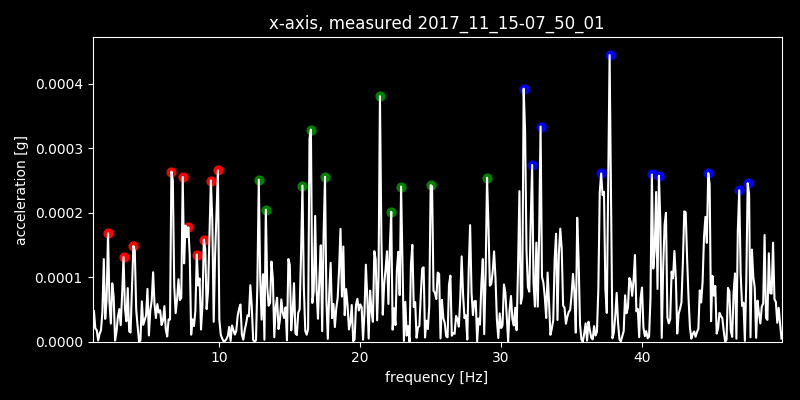 x-axis, measured 2017_11_15-07_50_01
acceleration [g]
0.0004
0.0003
0.0002
0.0001
0.0000
10 20 30 40
frequency [Hz]